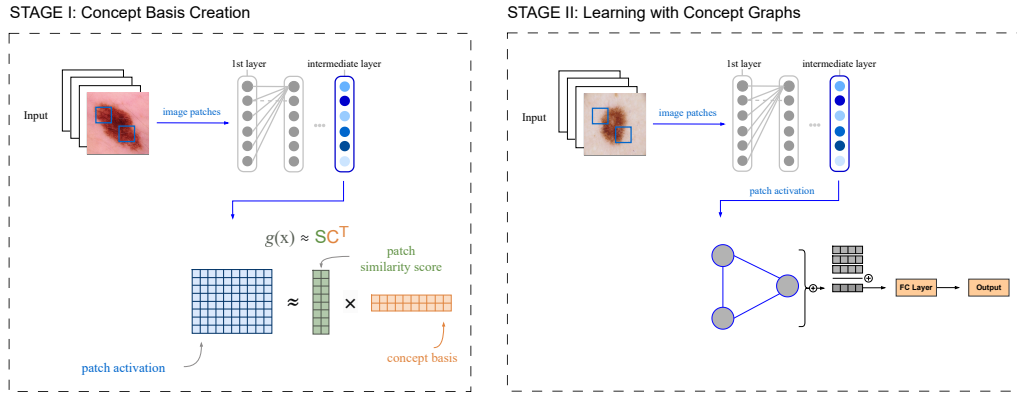 STAGE I: Concept Basis Creation
Input
image patches
1st layer
intermediate layer
...
g(x) ≈ SCᵀ
patch
similarity score
≈
×
patch activation
concept basis
STAGE II: Learning with Concept Graphs
Input
image patches
1st layer
intermediate layer
...
patch activation
FC Layer
Output